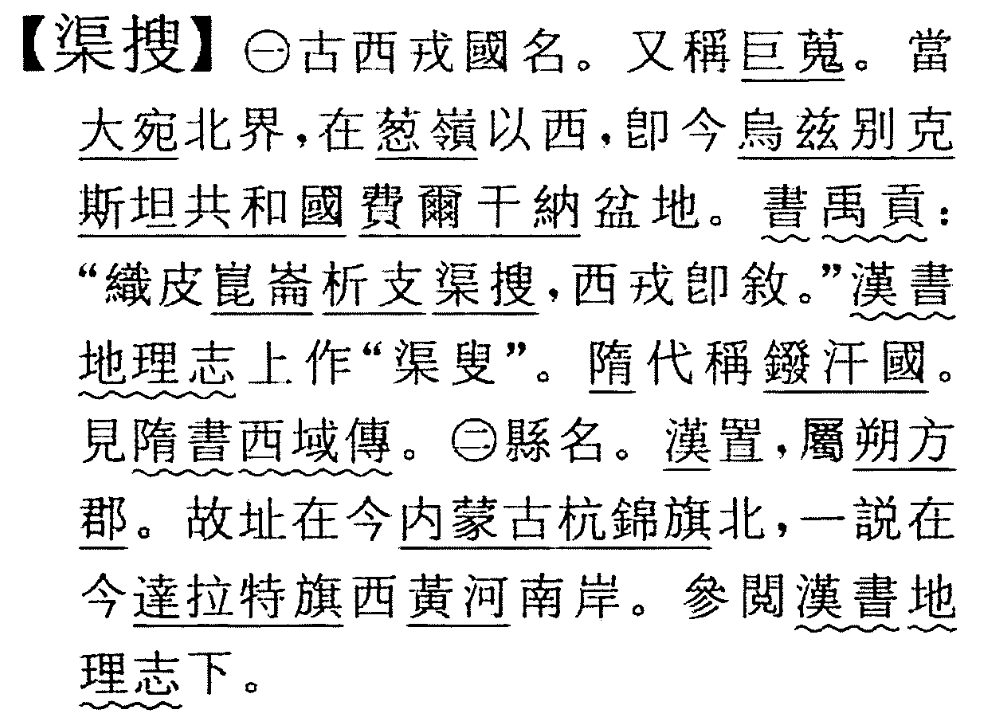 【渠搜】㊀古西戎國名。又稱巨蒐。當
大宛北界，在葱嶺以西，卽今烏兹别克
斯坦共和國費爾干納盆地。書禹貢：
“織皮崑崙析支渠搜，西戎卽敘。”漢書
地理志上作“渠叟”。隋代稱鏺汗國。
見隋書西域傳。㊁縣名。漢置，屬朔方
郡。故址在今内蒙古杭錦旗北，一説在
今達拉特旗西黃河南岸。參閲漢書地
理志下。